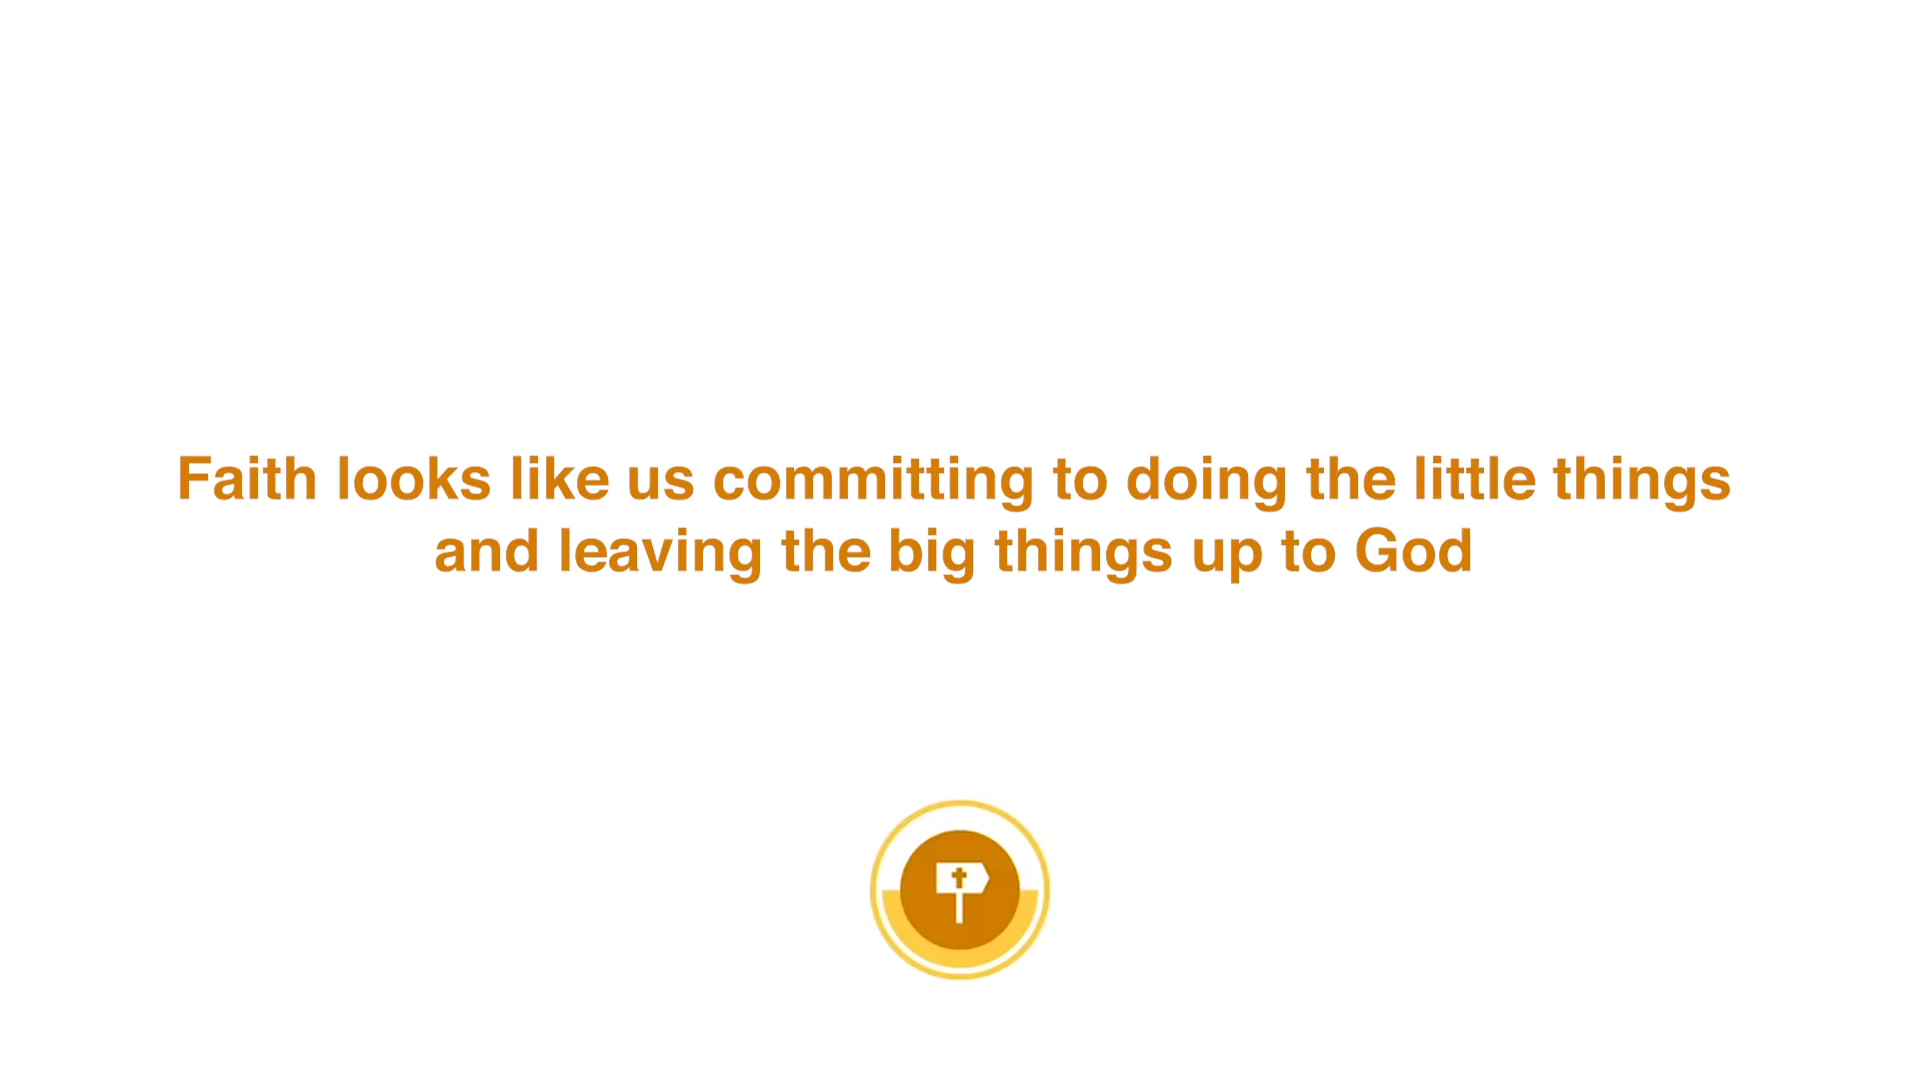 Faith looks like us committing to doing the little things
and leaving the big things up to God